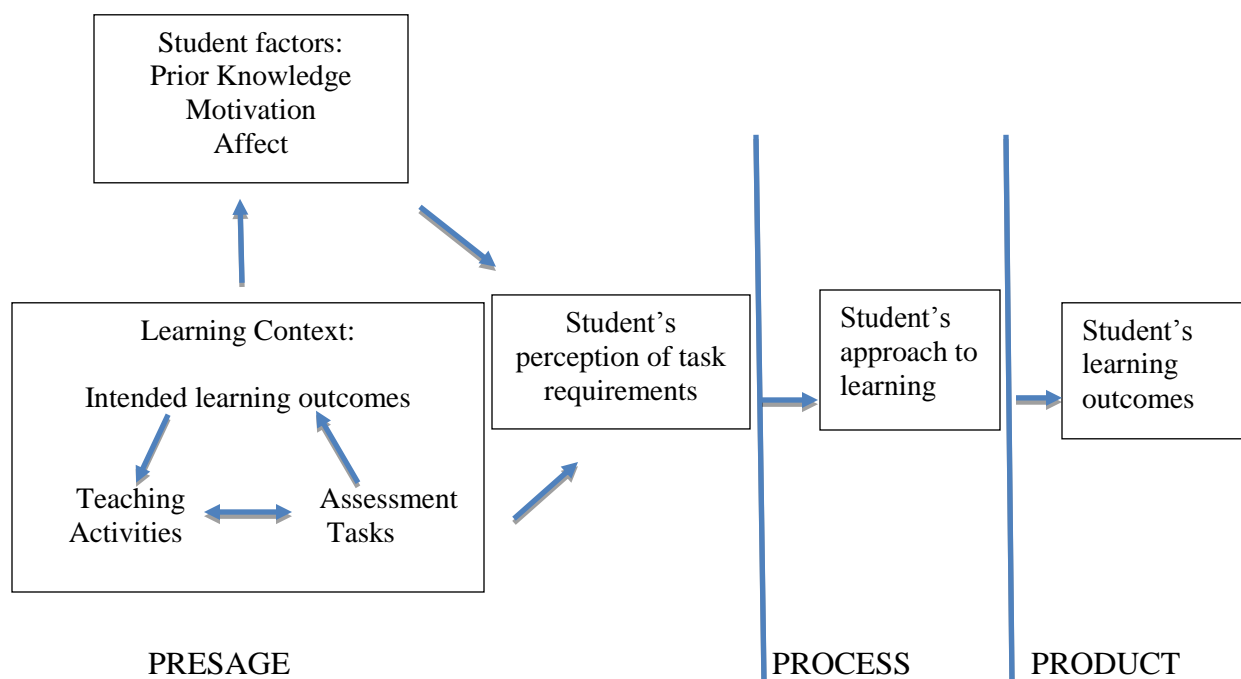 Student factors:
Prior Knowledge
Motivation
Affect
Learning Context:
Intended learning outcomes
Teaching
Activities
Assessment
Tasks
Student’s
perception of task
requirements
Student’s
approach to
learning
Student’s
learning
outcomes
PRESAGE
PROCESS
PRODUCT